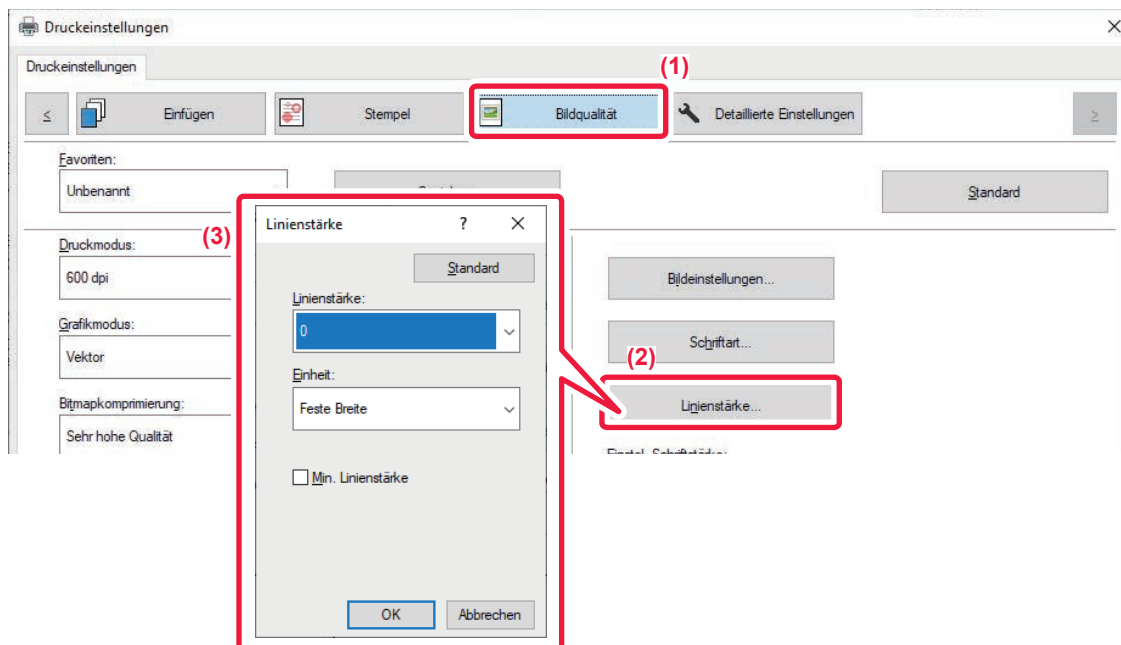 Druckeinstellungen
Druckeinstellungen
(1)
Einfügen
Stempel
Bildqualität
Detaillierte Einstellungen
Favoriten:
Unbenannt
Standard
Druckmodus:
600 dpi
Grafikmodus:
Vektor
Bitmapkomprimierung:
Sehr hohe Qualität
(3)
Linienstärke
?
Standard
Linienstärke:
0
Einheit:
Feste Breite
Min. Linienstärke
OK
Abbrechen
Bildeinstellungen...
Schriftart...
(2)
Linienstärke...